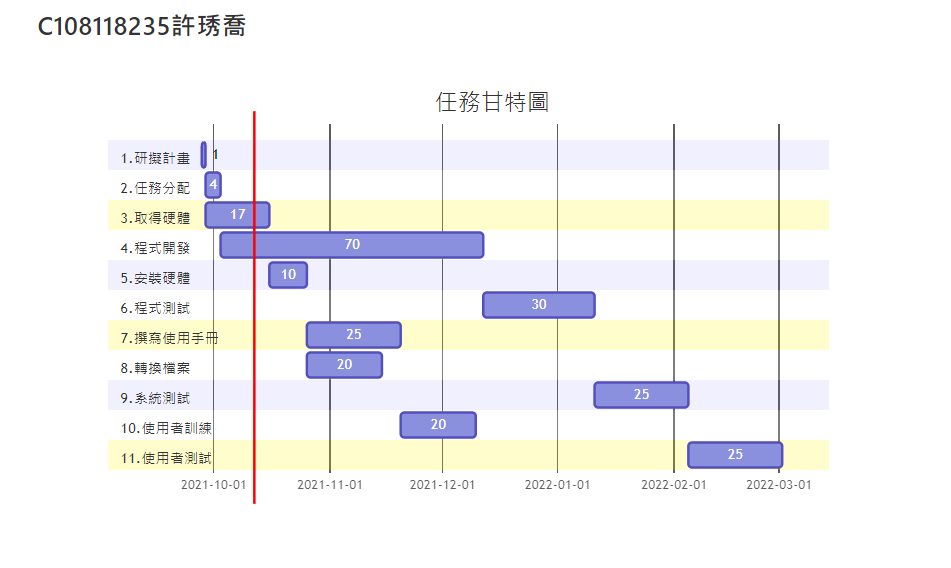 C108118235許琇喬
任務甘特圖
1.研擬計畫 1
2.任務分配 4
3.取得硬體 17
4.程式開發 70
5.安裝硬體 10
6.程式測試 30
7.撰寫使用手冊 25
8.轉換檔案 20
9.系統測試 25
10.使用者訓練 20
11.使用者測試 25
2021-10-01 2021-11-01 2021-12-01 2022-01-01 2022-02-01 2022-03-01